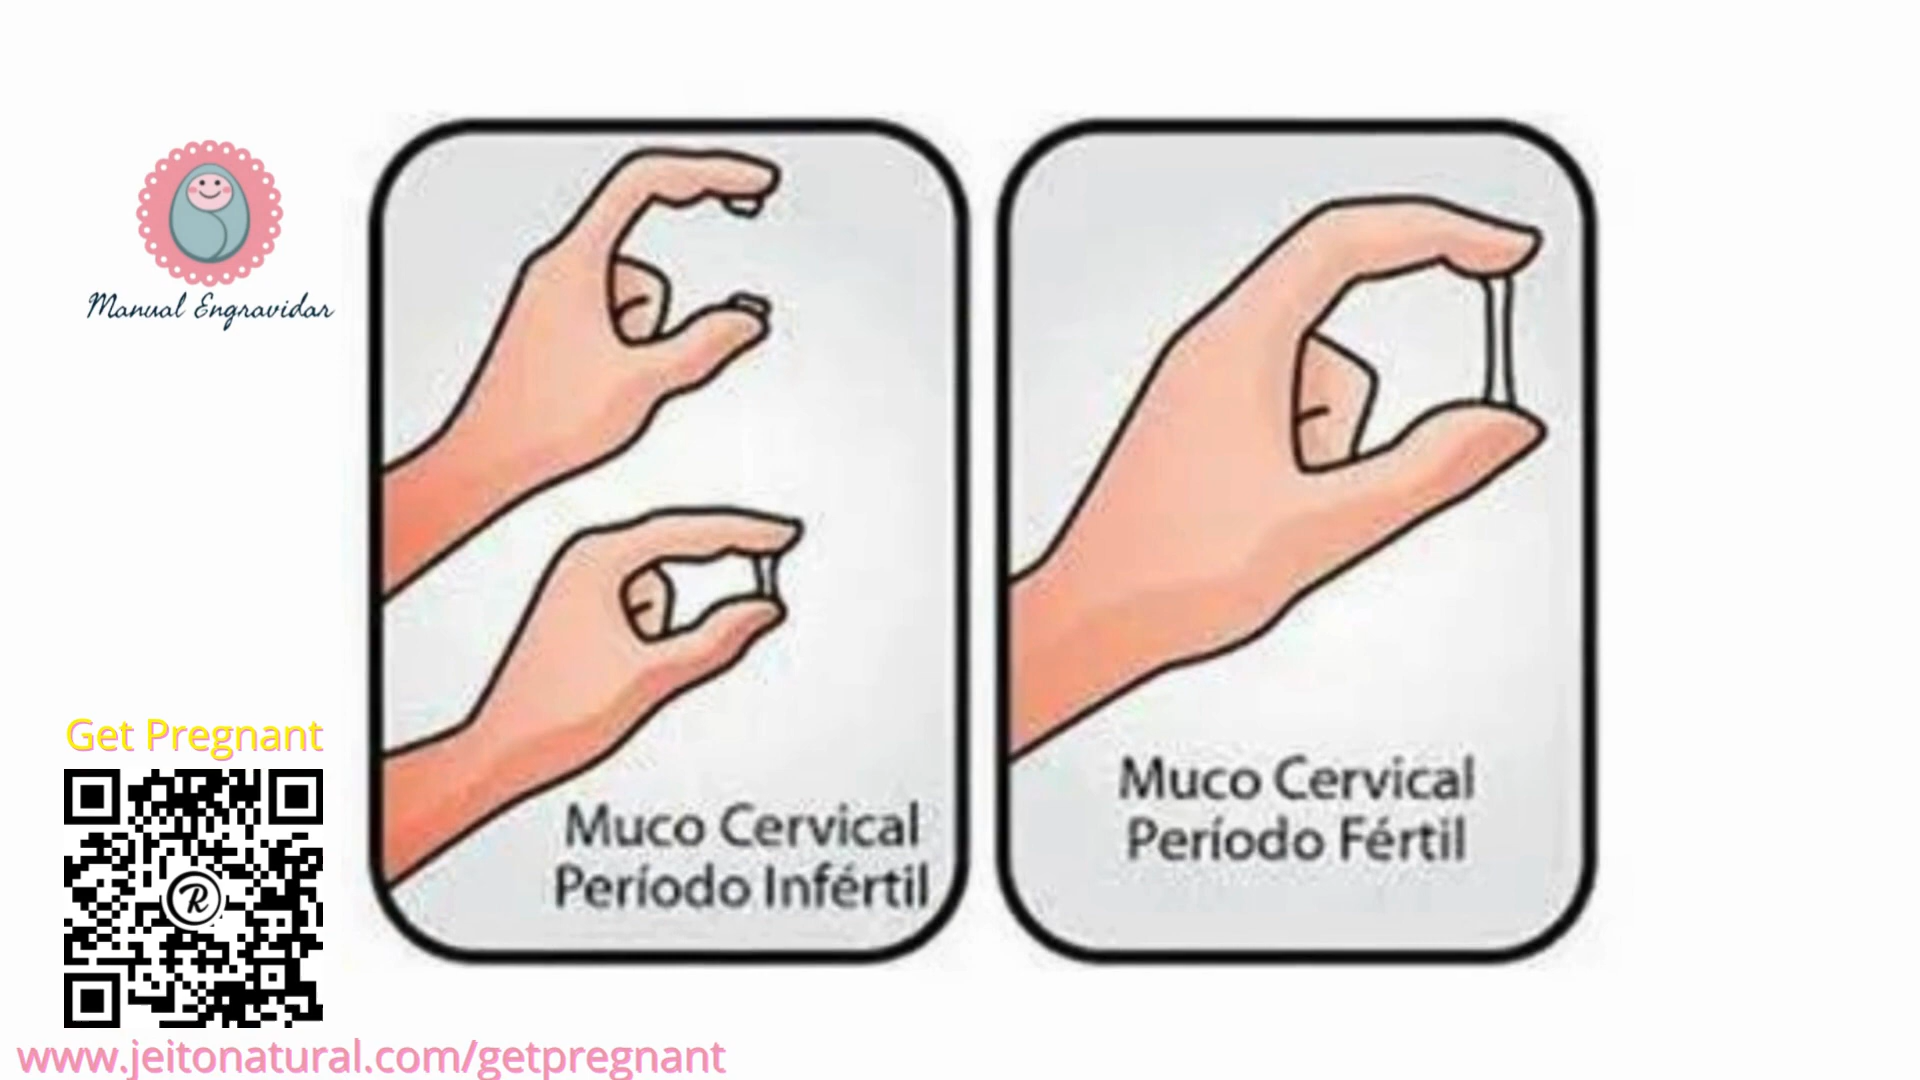 Manual Engravidar
Get Pregnant
R
Muco Cervical
Período Infértil
Muco Cervical
Período Fértil
www.jeitonatural.com/getpregnant